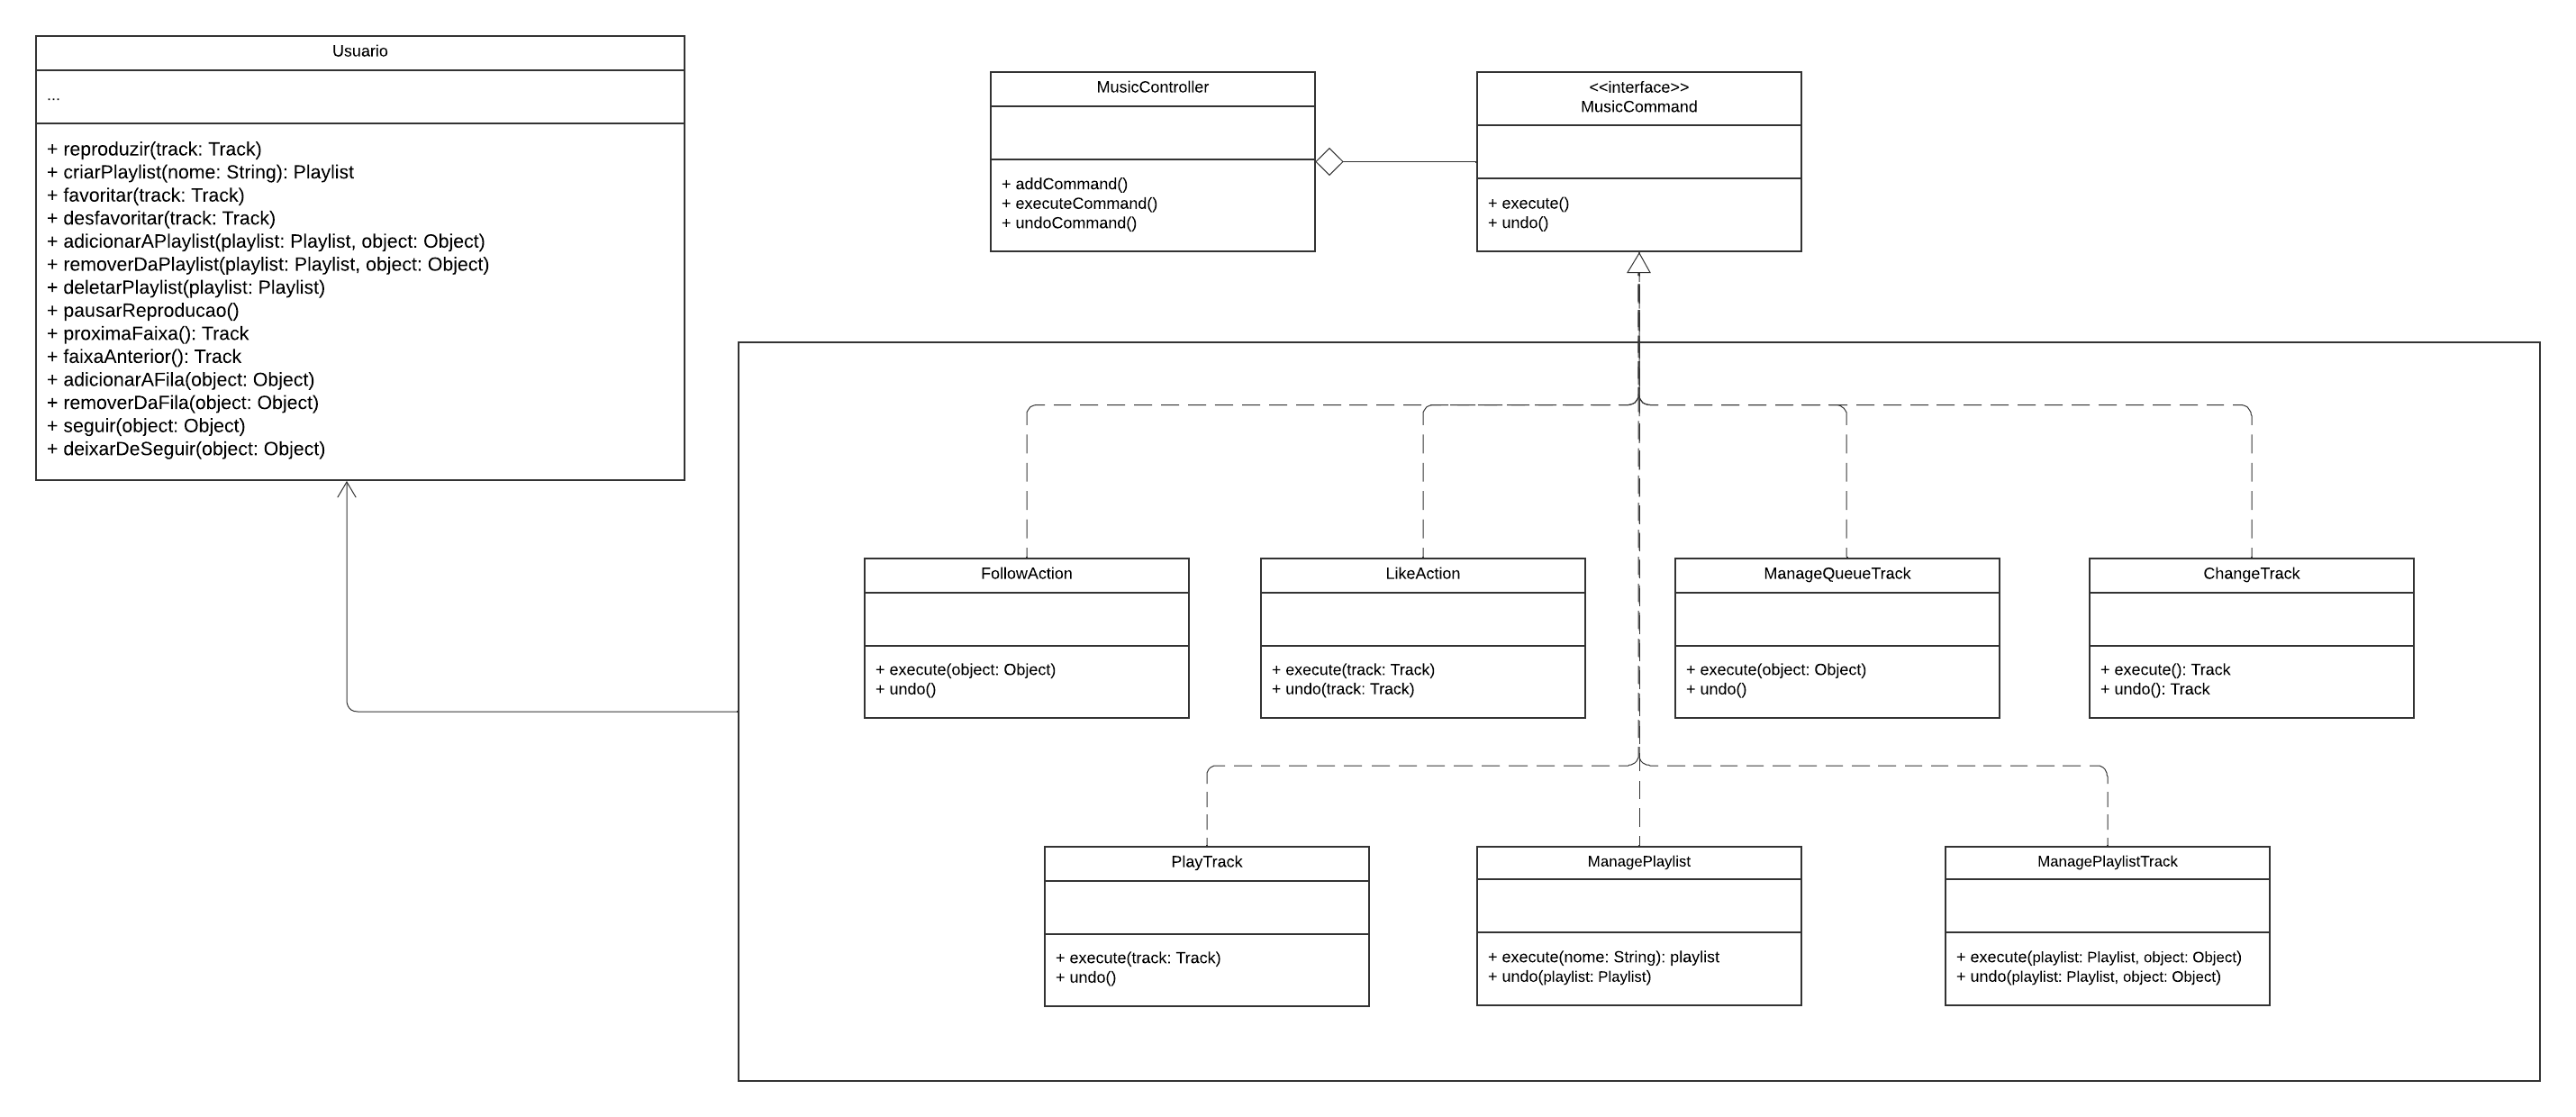 Usuario
...
+ reproduzir(track: Track)
+ criarPlaylist(nome: String): Playlist
+ favoritar(track: Track)
+ desfavoritar(track: Track)
+ adicionarAPlaylist(playlist: Playlist, object: Object)
+ removerDaPlaylist(playlist: Playlist, object: Object)
+ deletarPlaylist(playlist: Playlist)
+ pausarReproducao()
+ proximaFaixa(): Track
+ faixaAnterior(): Track
+ adicionarAFila(object: Object)
+ removerDaFila(object: Object)
+ seguir(object: Object)
+ deixarDeSeguir(object: Object)
MusicController
+ addCommand()
+ executeCommand()
+ undoCommand()
<<interface>>
MusicCommand
+ execute()
+ undo()
FollowAction
+ execute(object: Object)
+ undo()
LikeAction
+ execute(track: Track)
+ undo(track: Track)
ManageQueueTrack
+ execute(object: Object)
+ undo()
ChangeTrack
+ execute(): Track
+ undo(): Track
PlayTrack
+ execute(track: Track)
+ undo()
ManagePlaylist
+ execute(nome: String): playlist
+ undo(playlist: Playlist)
ManagePlaylistTrack
+ execute(playlist: Playlist, object: Object)
+ undo(playlist: Playlist, object: Object)